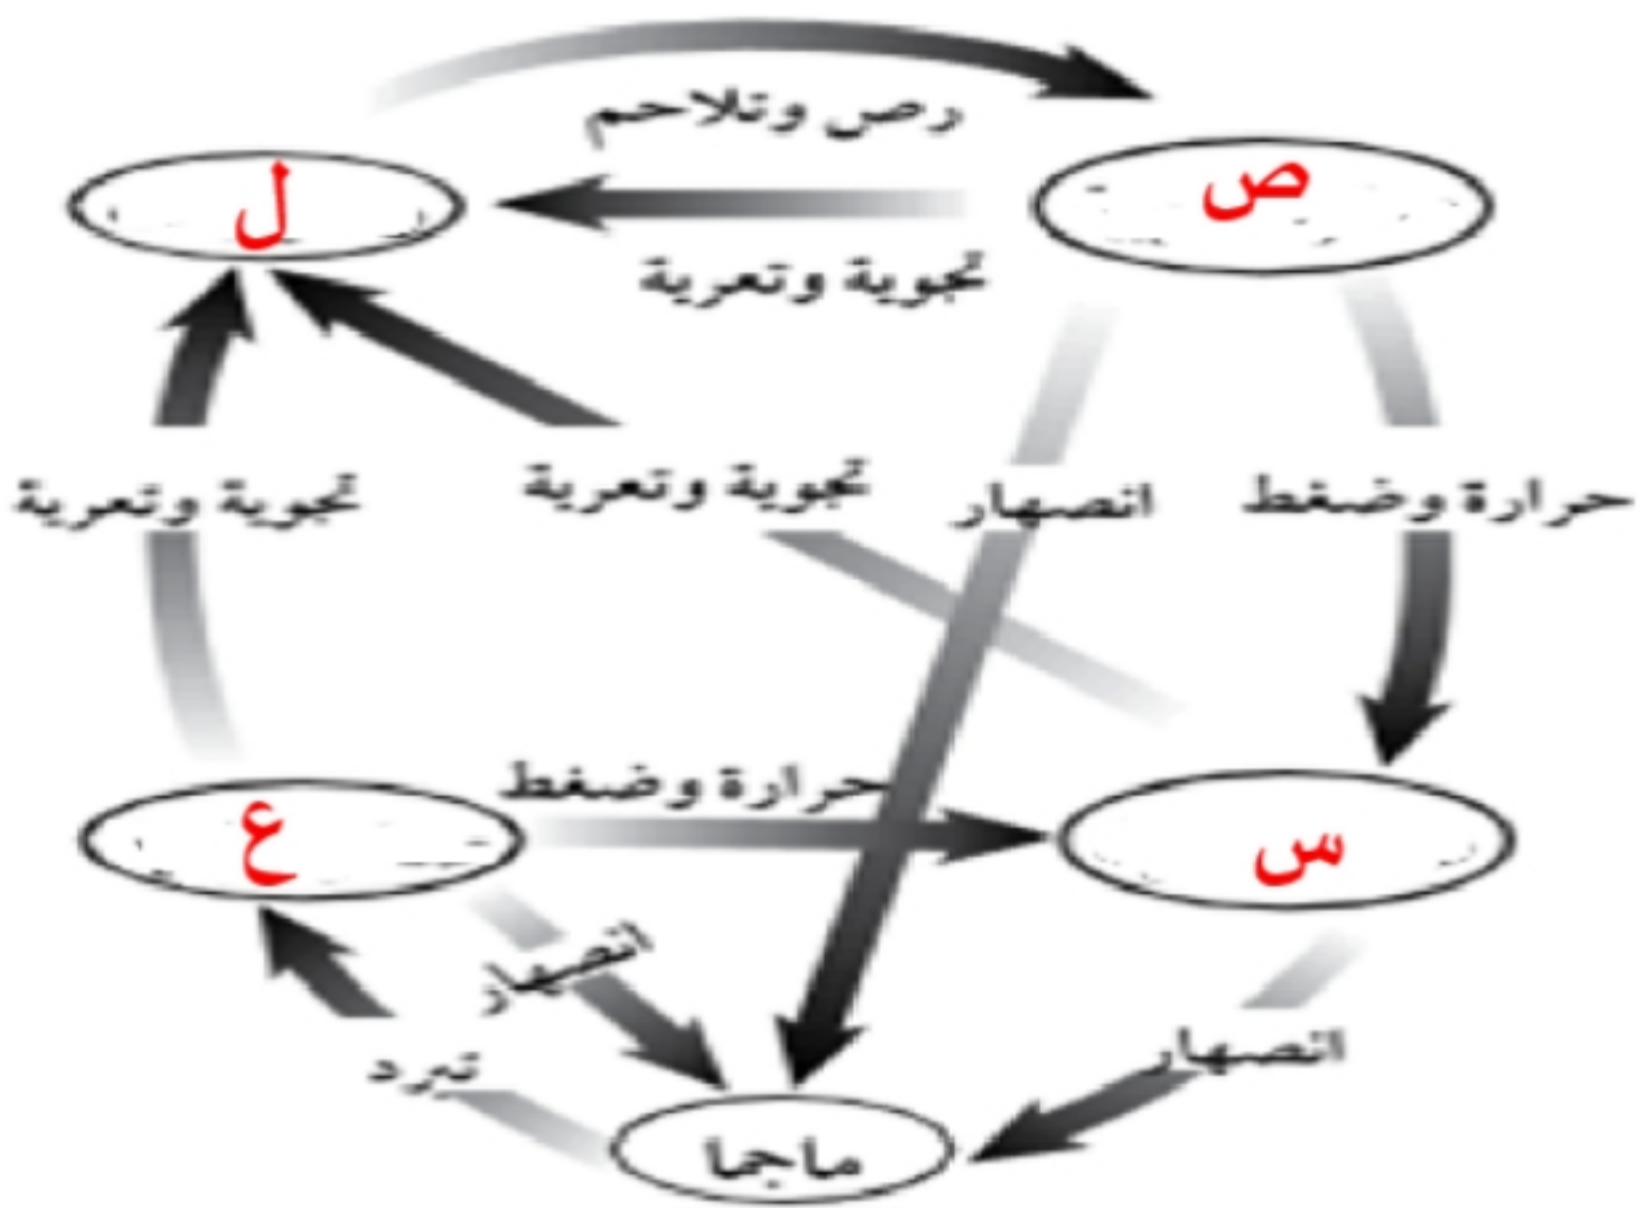 رص وتلاحم
ص
ل
تجوية وتعرية
حرارة وضغط
انصهار
تجوية وتعرية
تجوية وتعرية
حرارة وضغط
س
ع
انصهار
انصهار
تبرد
ماجما